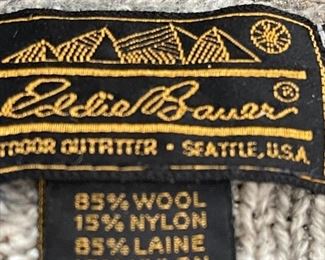 Eddie Bauer®
TDOOR OUTFITTER • SEATTLE, U.S.A.
85% WOOL
15% NYLON
85% LAINE